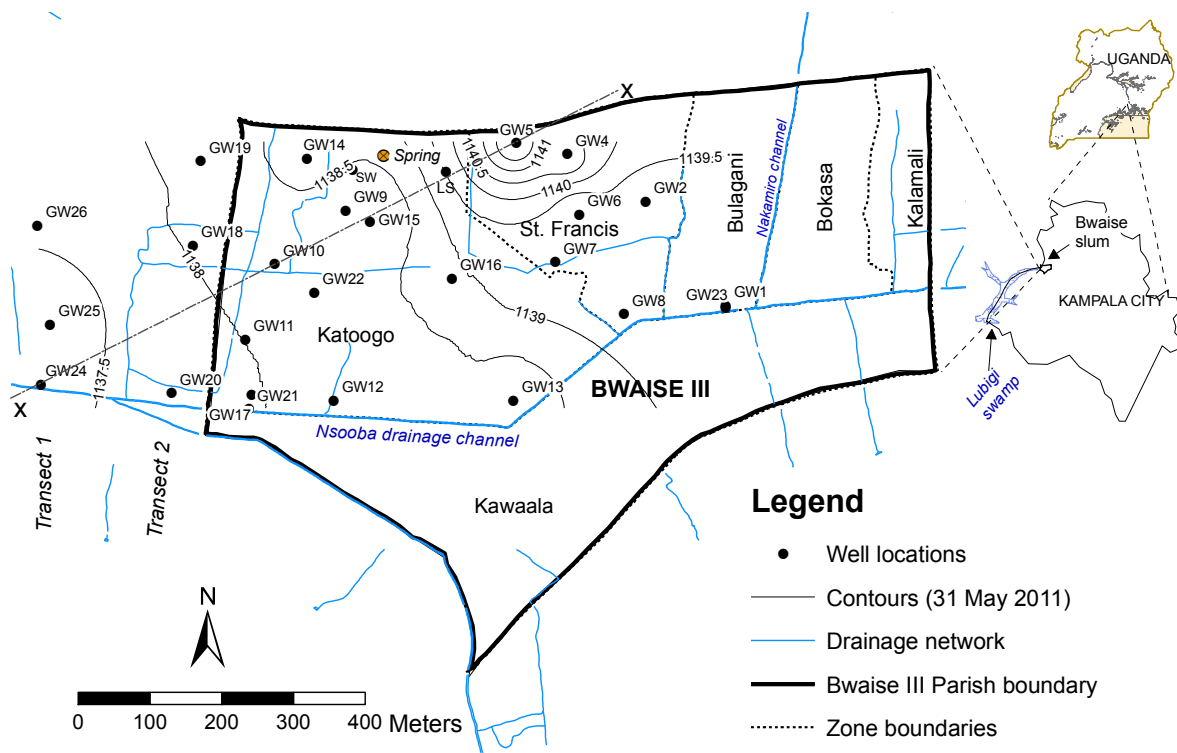 UGANDA
X
GW5
GW4
GW19
GW14
Spring
1140:5
1141
1139:5
1138:5
SW
LS
1140
GW9
GW2
GW6
GW15
St. Francis
Bulagani
Nakamiro channel
Bokasa
Kalamali
GW26
GW18
GW10
GW7
GW16
1138
GW22
Bwaise
slum
KAMPALA CITY
GW25
GW8
GW23
GW1
1139
GW11
Katoogo
1137:5
GW24
GW20
GW21
GW12
GW13
BWAISE III
X
GW17
Nsooba drainage channel
Lubigi
swamp
Transect 1
Transect 2
Kawaala
Legend
Well locations
Contours (31 May 2011)
Drainage network
Bwaise III Parish boundary
Zone boundaries
N
0 100 200 300 400 Meters